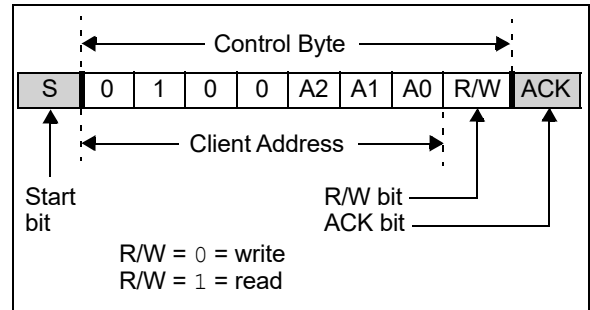 Control Byte
S 0 1 0 0 A2 A1 A0 R/W ACK
Client Address
Start
bit
R/W bit
ACK bit
R/W = 0 = write
R/W = 1 = read